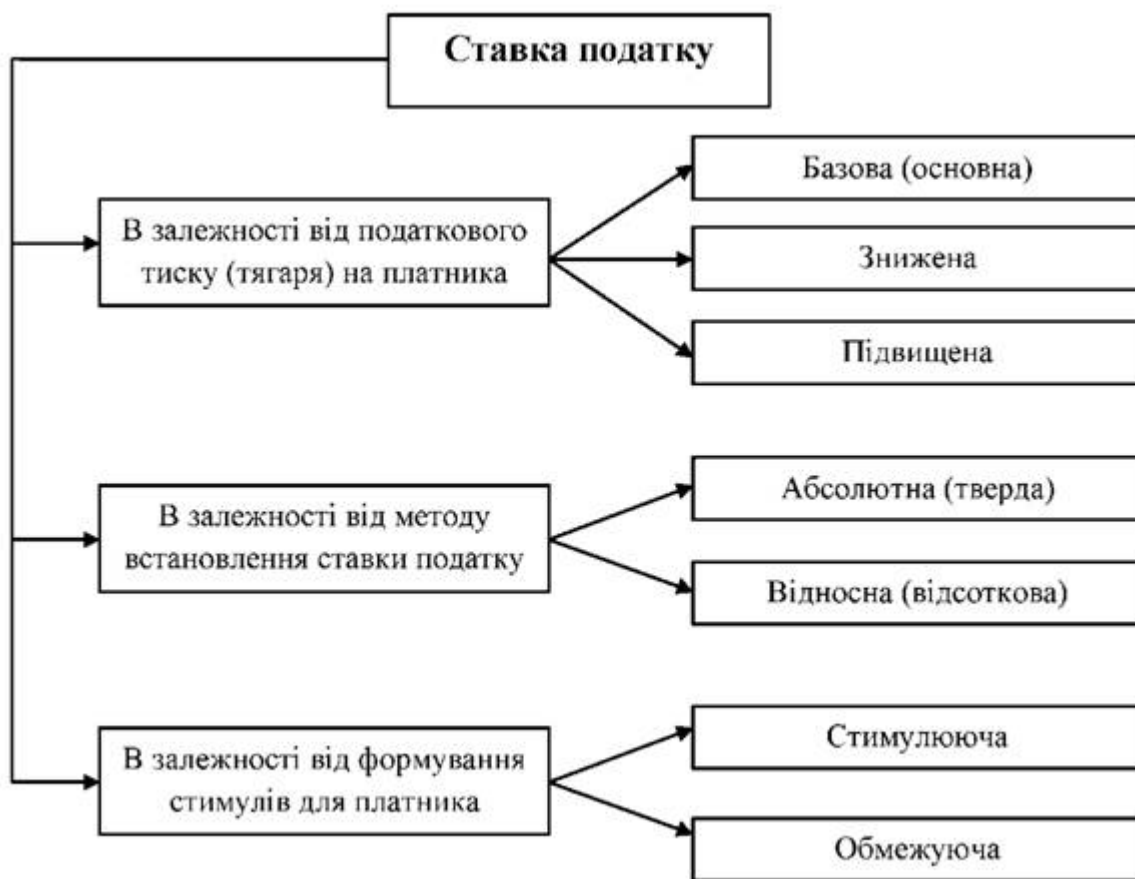 Ставка податку
В залежності від податкового
тиску (тягаря) на платника
Базова (основна)
Знижена
Підвищена
В залежності від методу
встановлення ставки податку
Абсолютна (тверда)
Відносна (відсоткова)
В залежності від формування
стимулів для платника
Стимулююча
Обмежуюча